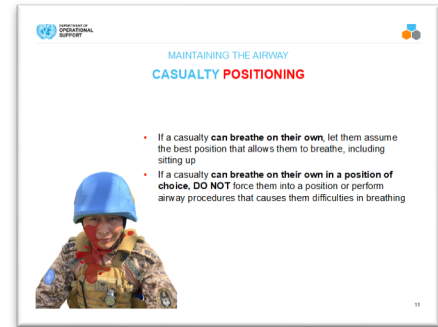 DEPARTMENT OF
OPERATIONAL
SUPPORT
MAINTAINING THE AIRWAY
CASUALTY POSITIONING
• If a casualty can breathe on their own, let them assume
the best position that allows them to breathe, including
sitting up
• If a casualty can breathe on their own in a position of
choice, DO NOT force them into a position or perform
airway procedures that causes them difficulties in breathing
11